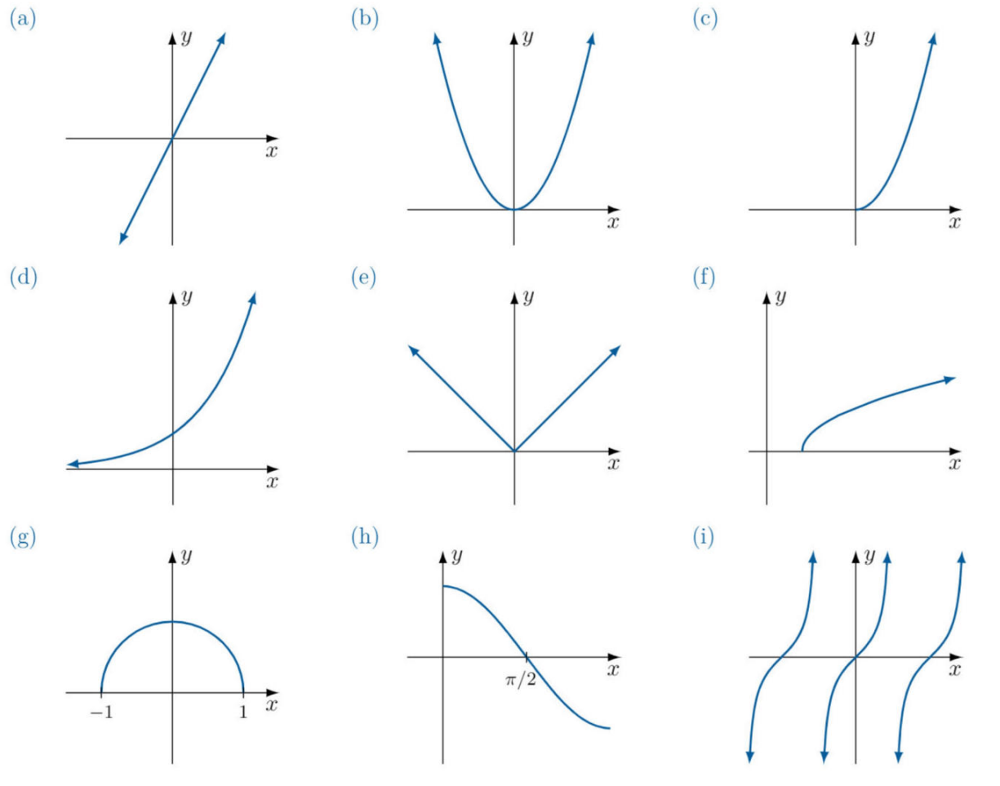 (a) (b) (c)
y y y
x x x
(d) (e) (f)
y y y
x x x
(g) (h) (i)
y y y
−1 1 x π/2 x x